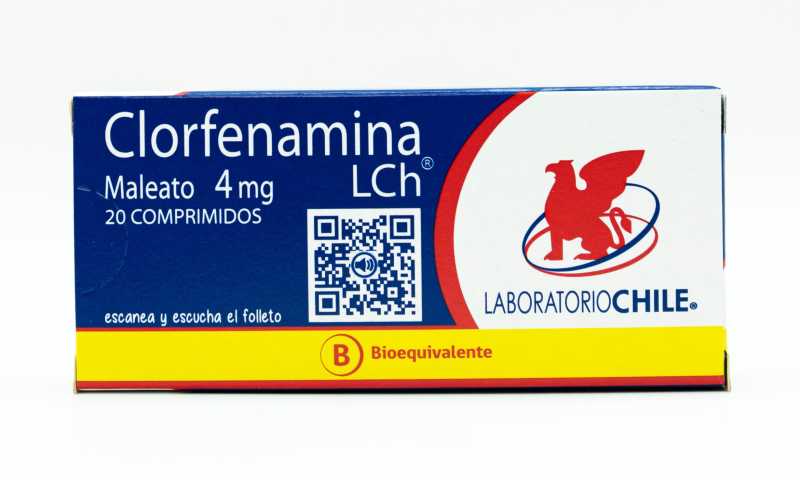 Clorfenamina
LCh®
Maleato 4 mg
20 COMPRIMIDOS
escanea y escucha el folleto
LABORATORIOCHILE®
B Bioequivalente